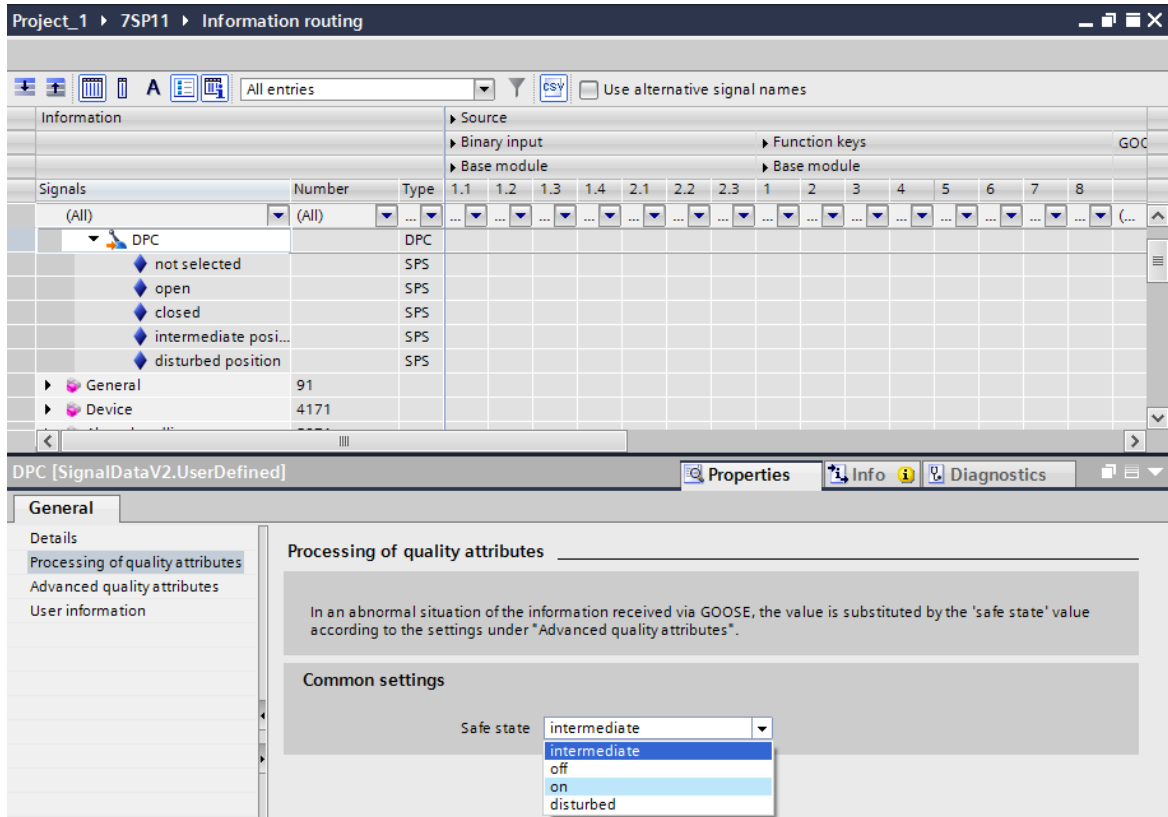 Project_1 ▸ 7SP11 ▸ Information routing
A All entries CSV Use alternative signal names
Information Source
Binary input Function keys GOO
Base module Base module
Signals Number Type 1.1 1.2 1.3 1.4 2.1 2.2 2.3 1 2 3 4 5 6 7 8
(All) (All) ... ... ... ... ... ... ... ... ... ... ... ... ... ... ... ... (...
DPC DPC
not selected SPS
open SPS
closed SPS
intermediate posi... SPS
disturbed position SPS
General 91
Device 4171
DPC [SignalDataV2.UserDefined] Properties Info Diagnostics
General
Details
Processing of quality attributes
Advanced quality attributes
User information
Processing of quality attributes
In an abnormal situation of the information received via GOOSE, the value is substituted by the 'safe state' value
according to the settings under "Advanced quality attributes".
Common settings
Safe state intermediate
intermediate
off
on
disturbed